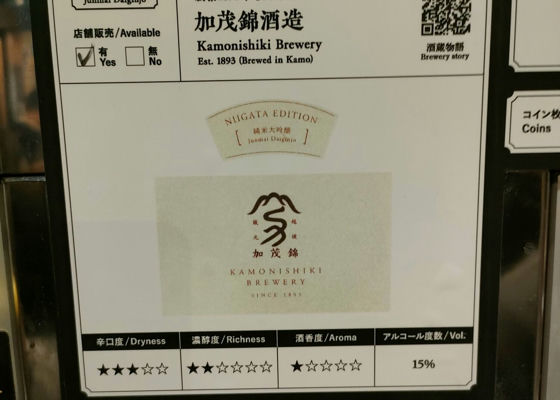 Junmai Daiginjo
加茂錦酒造
Kamonishiki Brewery
Est. 1893 (Brewed in Kamo)
店舗販売/Available
有 Yes
無 No
酒蔵物語
Brewery story
コイン枚
Coins
NIIGATA EDITION
純米大吟醸
Junmai Daiginjo
加茂錦
KAMONISHIKI
BREWERY
SINCE 1893
辛口度/Dryness
★★★☆☆
濃醇度/Richness
★★☆☆☆
酒香度/Aroma
★☆☆☆☆
アルコール度数/Vol.
15%